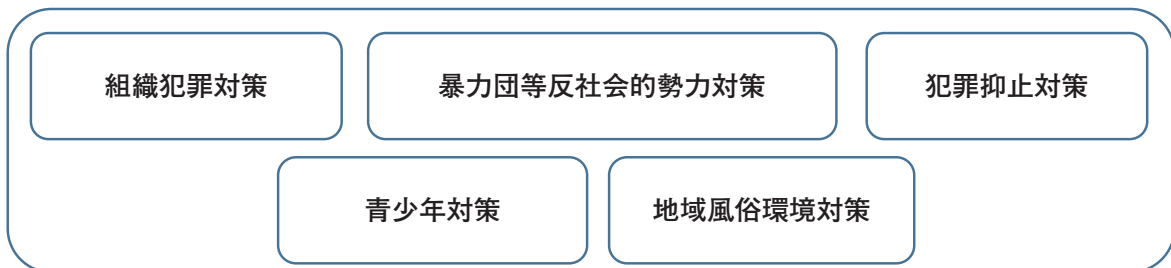 組織犯罪対策
暴力団等反社会的勢力対策
犯罪抑止対策
青少年対策
地域風俗環境対策